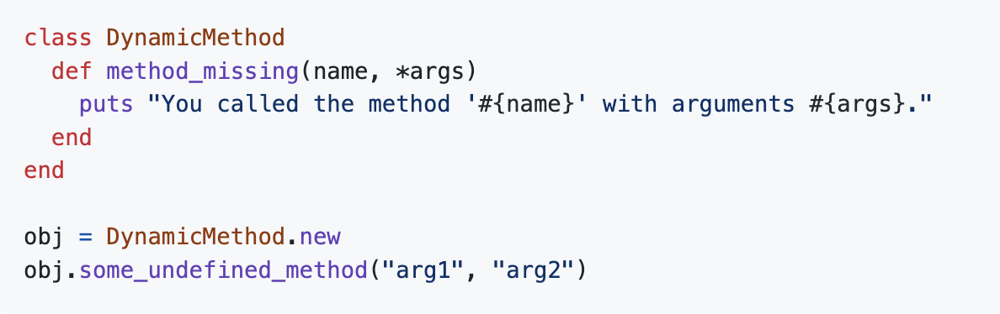 class DynamicMethod
  def method_missing(name, *args)
    puts "You called the method '#{name}' with arguments #{args}."
  end
end

obj = DynamicMethod.new
obj.some_undefined_method("arg1", "arg2")